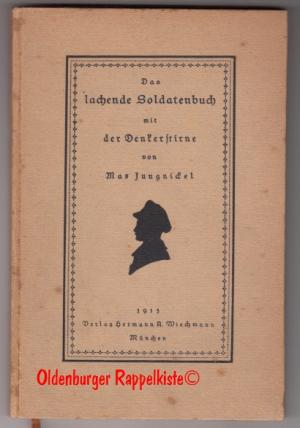 Das
lachende Soldatenbuch
mit
der Denkerstirne
von
Max Jungnickel
1915
Verlag Hermann A. Wiechmann
München
Oldenburger Rappelkiste©